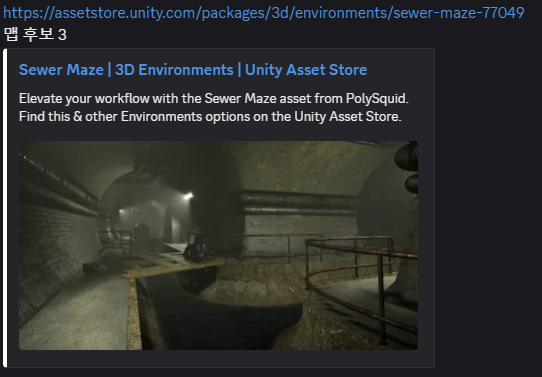 https://assetstore.unity.com/packages/3d/environments/sewer-maze-77049
맵 후보 3
Sewer Maze | 3D Environments | Unity Asset Store
Elevate your workflow with the Sewer Maze asset from PolySquid.
Find this & other Environments options on the Unity Asset Store.